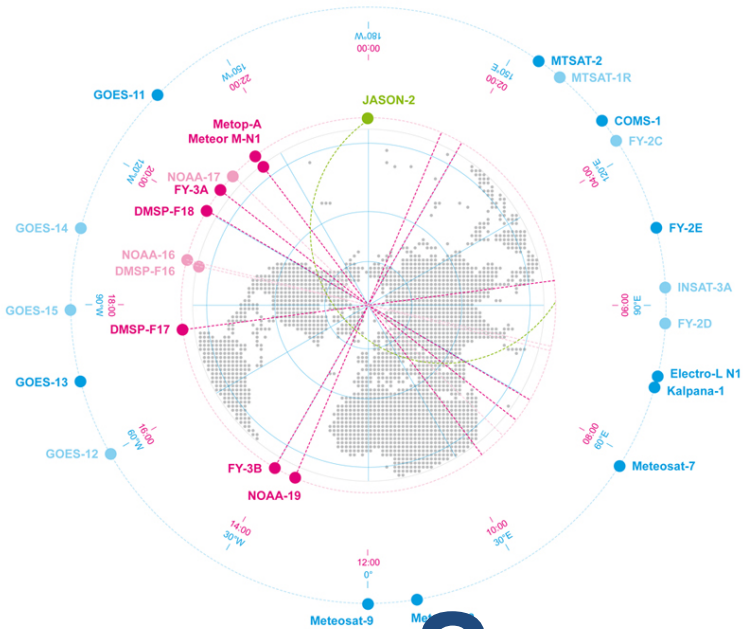 180°W
00:00
150°W
22:00
150°E
02:00
MTSAT-2
MTSAT-1R
GOES-11
JASON-2
COMS-1
FY-2C
Metop-A
Meteor M-N1
120°W
20:00
NOAA-17
FY-3A
120°E
04:00
DMSP-F18
GOES-14
FY-2E
NOAA-16
DMSP-F16
INSAT-3A
GOES-15
90°W
18:00
06:00
90°E
FY-2D
DMSP-F17
GOES-13
Electro-L N1
Kalpana-1
16:00
60°W
08:00
60°E
GOES-12
FY-3B
NOAA-19
Meteosat-7
14:00
30°W
10:00
30°E
12:00
0°
Meteosat-9